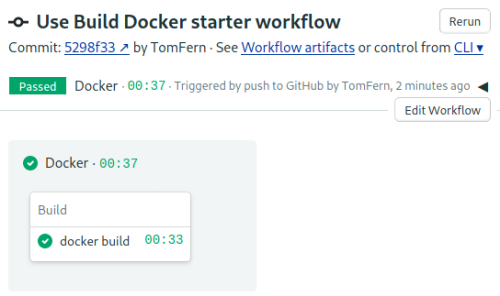 Use Build Docker starter workflow
Rerun
Commit: 5298f33 ↗ by TomFern · See Workflow artifacts or control from CLI ▾
Passed Docker · 00:37 · Triggered by push to GitHub by TomFern, 2 minutes ago
Edit Workflow
Docker · 00:37
Build
docker build 00:33